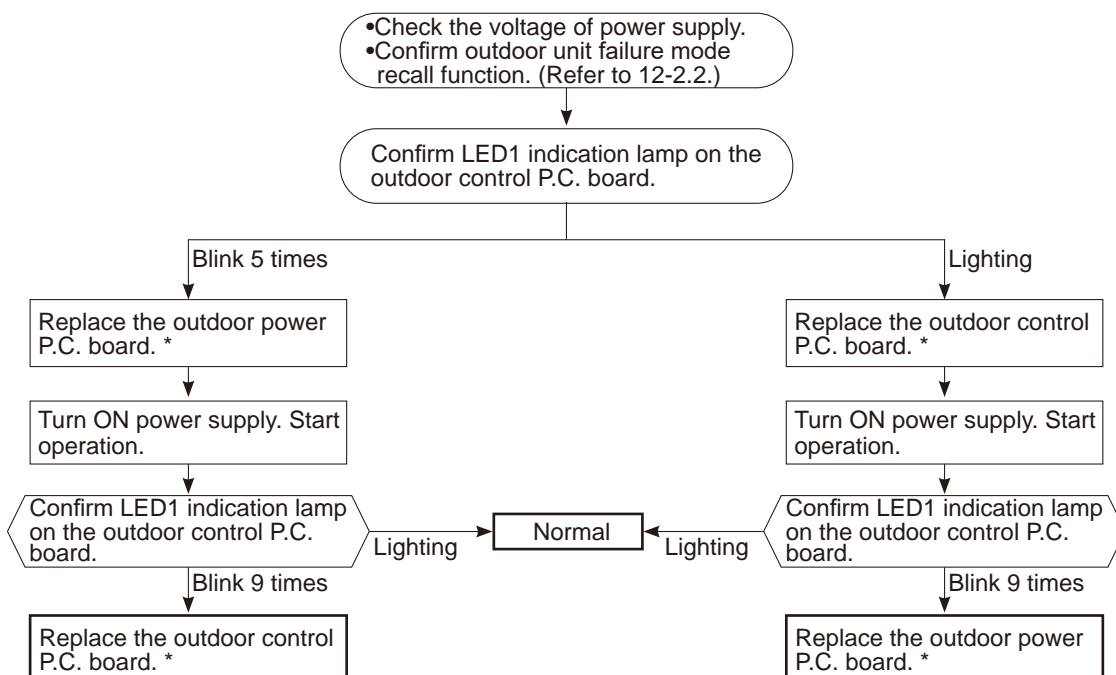 •Check the voltage of power supply.
•Confirm outdoor unit failure mode
recall function. (Refer to 12-2.2.)
Confirm LED1 indication lamp on the
outdoor control P.C. board.
Blink 5 times
Lighting
Replace the outdoor power
P.C. board. *
Replace the outdoor control
P.C. board. *
Turn ON power supply. Start
operation.
Turn ON power supply. Start
operation.
Confirm LED1 indication lamp
on the outdoor control P.C.
board.
Lighting
Normal
Lighting
Confirm LED1 indication lamp
on the outdoor control P.C.
board.
Blink 9 times
Blink 9 times
Replace the outdoor control
P.C. board. *
Replace the outdoor power
P.C. board. *